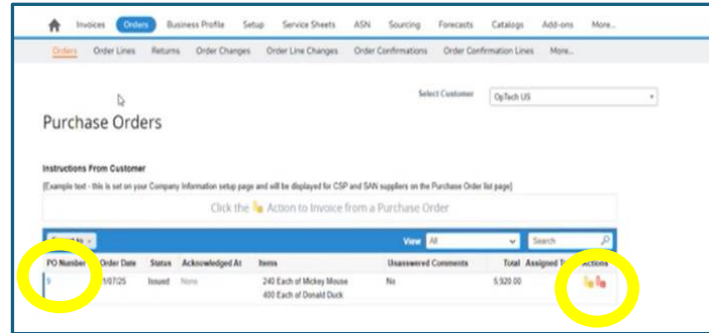 Invoices Orders Business Profile Setup Service Sheets ASN Sourcing Forecasts Catalogs Add-ons More...
Orders Order Lines Returns Order Changes Order Line Changes Order Confirmations Order Confirmation Lines More...
Select Customer OpTech US
Purchase Orders
Instructions From Customer
[Example text - this is set on your Company Information setup page and will be displayed for CSP and SAN suppliers on the Purchase Order list page]
Click the Action to Invoice from a Purchase Order
View All Search
PO Number Order Date Status Acknowledged At Items Unanswered Comments Total Assigned Actions
9 Issued None 240 Each of Mickey Mouse No 5,920.00
400 Each of Donald Duck